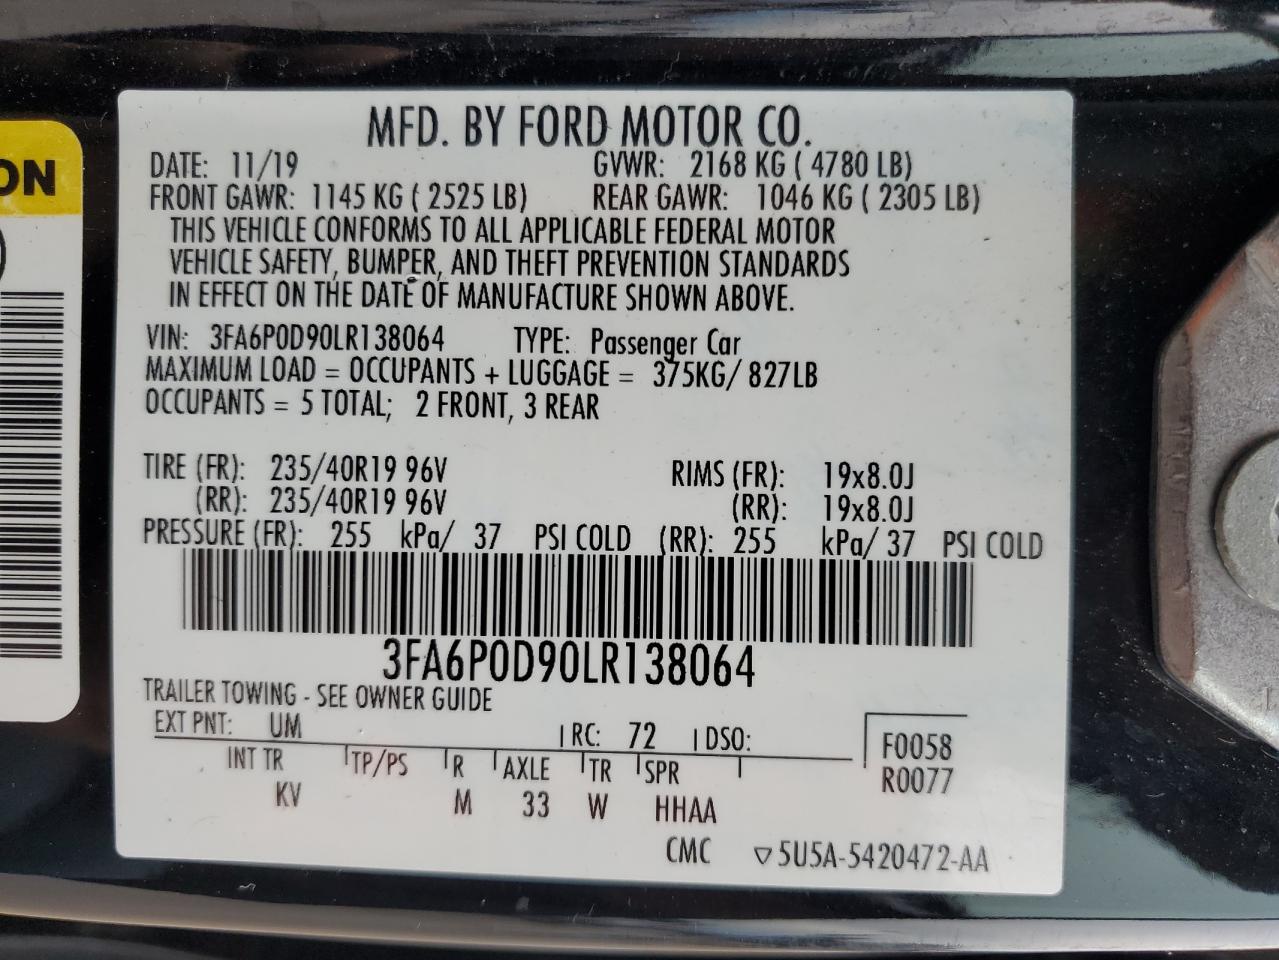 ON
MFD. BY FORD MOTOR CO.
DATE: 11/19 GVWR: 2168 KG ( 4780 LB)
FRONT GAWR: 1145 KG ( 2525 LB) REAR GAWR: 1046 KG ( 2305 LB)
THIS VEHICLE CONFORMS TO ALL APPLICABLE FEDERAL MOTOR
VEHICLE SAFETY, BUMPER, AND THEFT PREVENTION STANDARDS
IN EFFECT ON THE DATE OF MANUFACTURE SHOWN ABOVE.
VIN: 3FA6P0D90LR138064 TYPE: Passenger Car
MAXIMUM LOAD = OCCUPANTS + LUGGAGE = 375KG/ 827LB
OCCUPANTS = 5 TOTAL; 2 FRONT, 3 REAR
TIRE (FR): 235/40R19 96V RIMS (FR): 19x8.0J
(RR): 235/40R19 96V (RR): 19x8.0J
PRESSURE (FR): 255 kPa/ 37 PSI COLD (RR): 255 kPa/ 37 PSI COLD
3FA6P0D90LR138064
TRAILER TOWING - SEE OWNER GUIDE
EXT PNT: UM RC: 72 DSO: F0058
INT TR TP/PS R AXLE TR SPR R0077
KV M 33 W HHAA
CMC ▽5U5A-5420472-AA